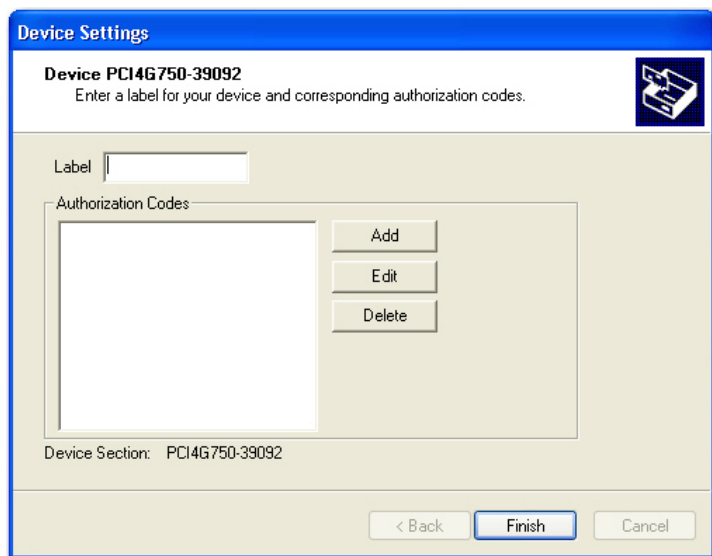 Device Settings
Device PCI4G750-39092
Enter a label for your device and corresponding authorization codes.
Label
Authorization Codes
Add
Edit
Delete
Device Section: PCI4G750-39092
< Back Finish Cancel